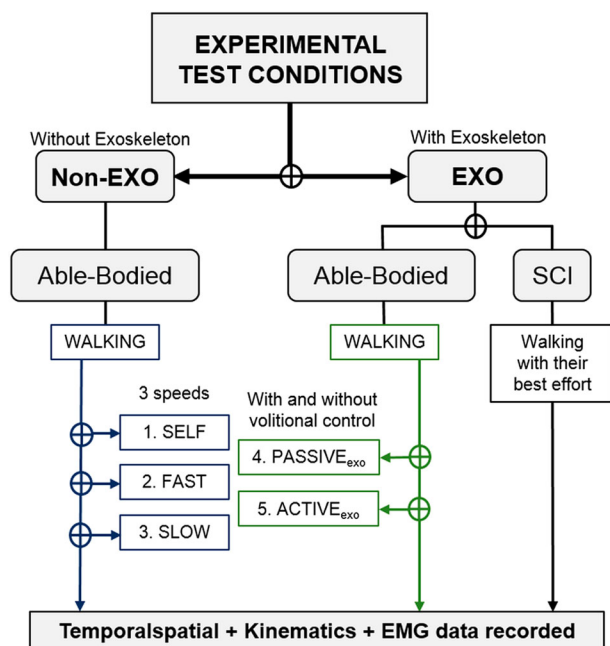 EXPERIMENTAL
TEST CONDITIONS
Without Exoskeleton
With Exoskeleton
Non-EXO
EXO
Able-Bodied
Able-Bodied
SCI
WALKING
WALKING
Walking
with their
best effort
3 speeds
1. SELF
2. FAST
3. SLOW
With and without
volitional control
4. PASSIVEexo
5. ACTIVEexo
Temporalspatial + Kinematics + EMG data recorded